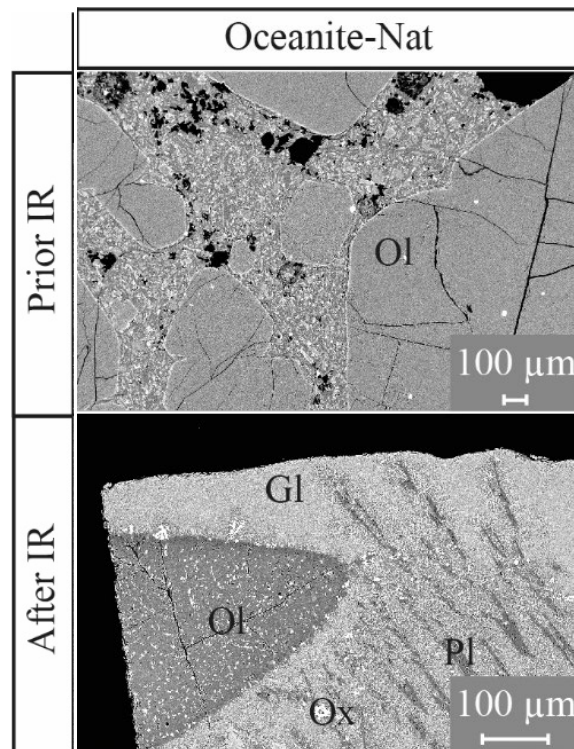 Oceanite-Nat
Prior IR
Ol
100 µm
After IR
Gl
Ol
Pl
Ox
100 µm